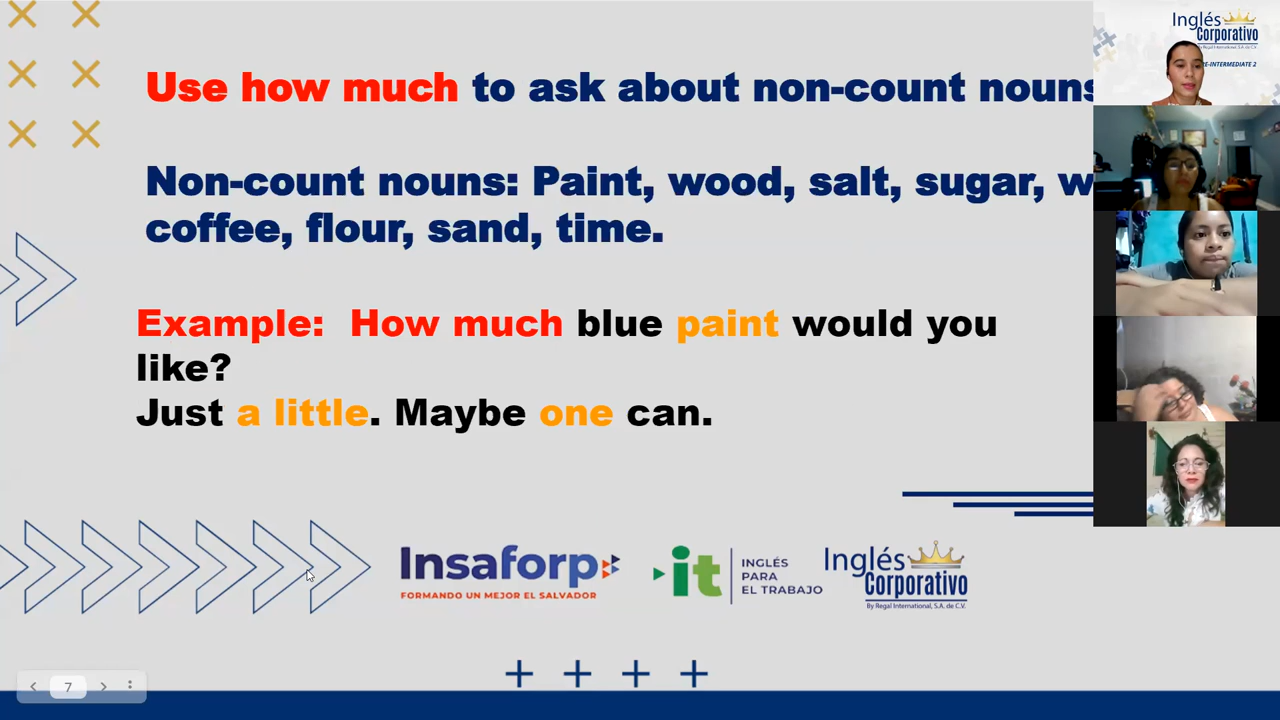 Use how much to ask about non-count nouns
Non-count nouns: Paint, wood, salt, sugar,
coffee, flour, sand, time.
Example: How much blue paint would you
like?
Just a little. Maybe one can.
Insaforp
FORMANDO UN MEJOR EL SALVADOR
it
INGLÉS
PARA
EL TRABAJO
Inglés
Corporativo
By Regal International, S.A. de C.V.
7
Inglés
Corporativo
By Regal International, S.A. de C.V.
RE-INTERMEDIATE 2